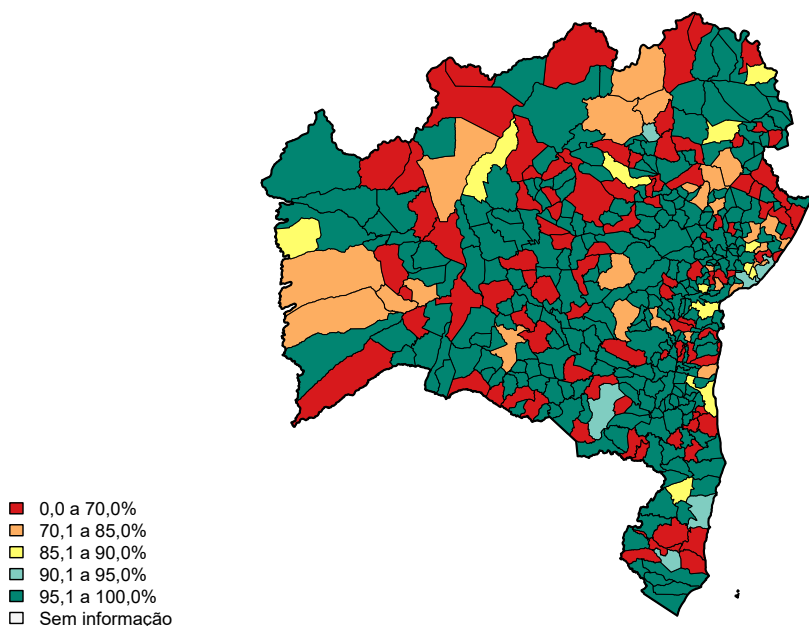 0,0 a 70,0%
70,1 a 85,0%
85,1 a 90,0%
90,1 a 95,0%
95,1 a 100,0%
Sem informação